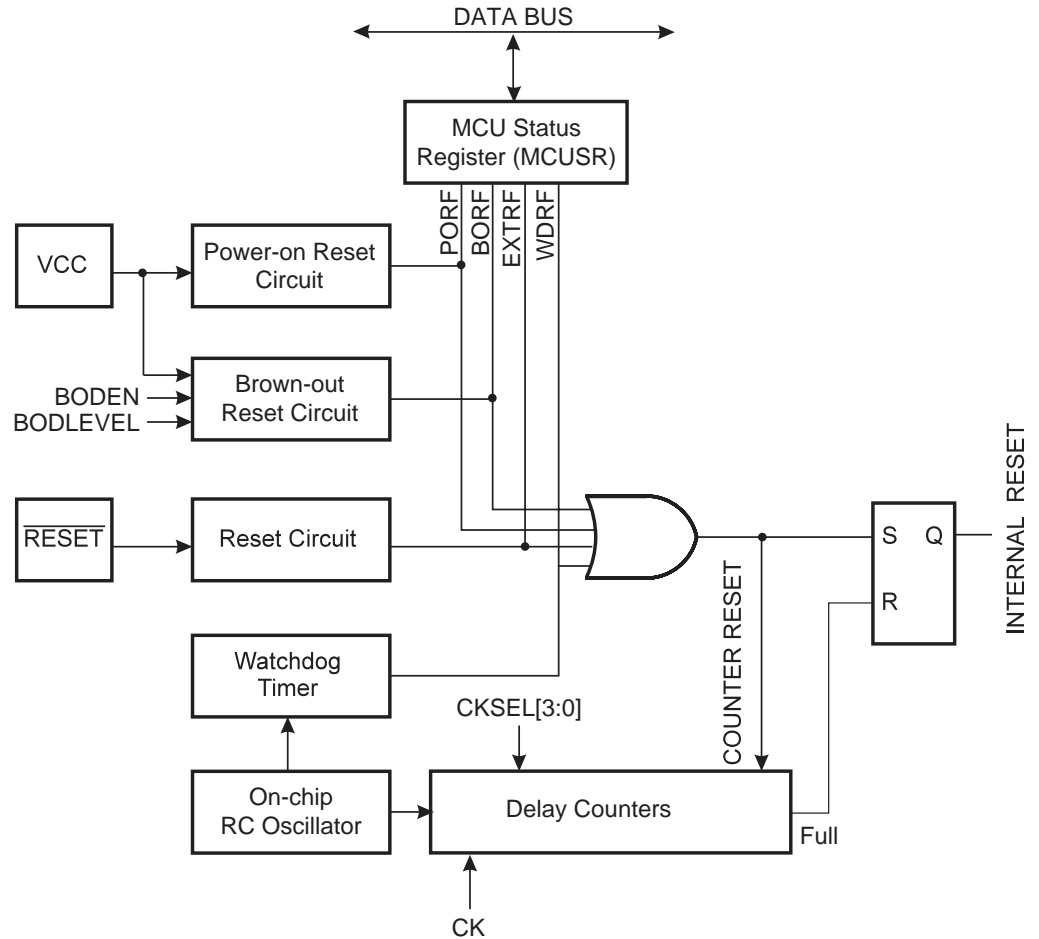 DATA BUS
MCU Status
Register (MCUSR)
PORF
BORF
EXTRF
WDRF
VCC
Power-on Reset
Circuit
BODEN
BODLEVEL
Brown-out
Reset Circuit
RESET
Reset Circuit
S
Q
R
INTERNAL RESET
COUNTER RESET
Watchdog
Timer
CKSEL[3:0]
On-chip
RC Oscillator
Delay Counters
Full
CK